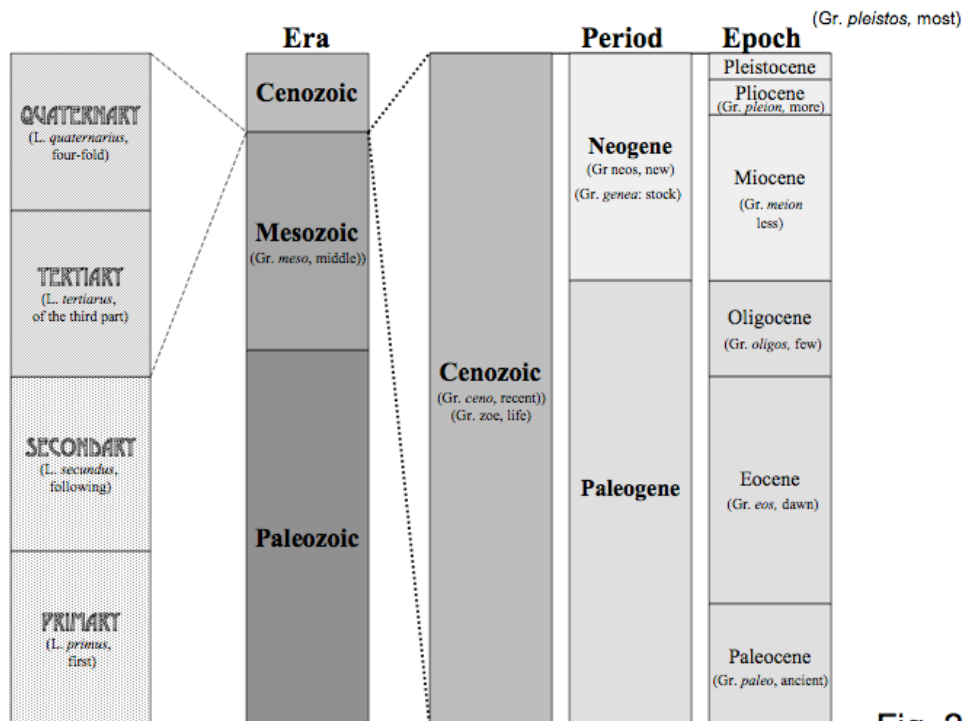 (Gr. pleistos, most)
Era
Period
Epoch
QUATERNARY
(L. quaternarius,
four-fold)
TERTIARY
(L. tertiarus,
of the third part)
SECONDARY
(L. secundus,
following)
PRIMARY
(L. primus,
first)
Cenozoic
Mesozoic
(Gr. meso, middle))
Paleozoic
Cenozoic
(Gr. ceno, recent))
(Gr. zoe, life)
Neogene
(Gr neos, new)
(Gr. genea: stock)
Paleogene
Pleistocene
Pliocene
(Gr. pleion, more)
Miocene
(Gr. meion
less)
Oligocene
(Gr. oligos, few)
Eocene
(Gr. eos, dawn)
Paleocene
(Gr. paleo, ancient)